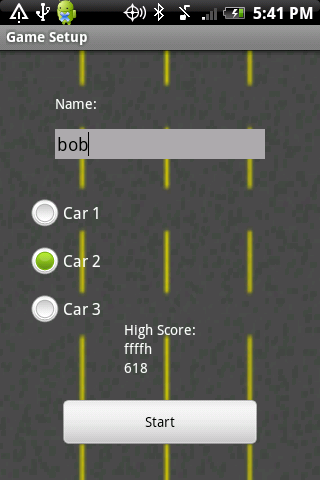 5:41 PM
Game Setup
Name:
bob
Car 1
Car 2
Car 3
High Score:
ffffh
618
Start